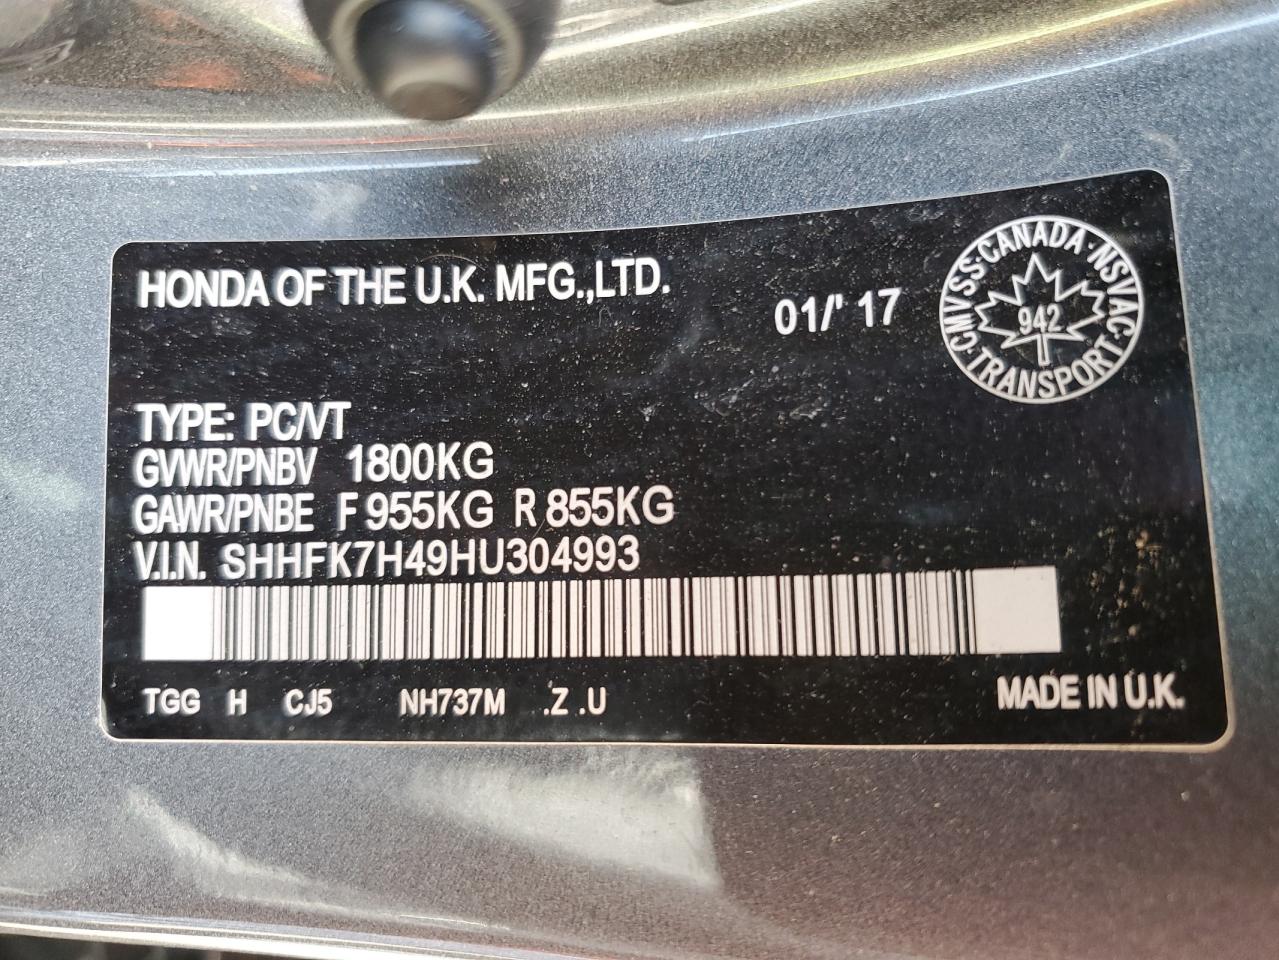 HONDA OF THE U.K. MFG.,LTD.
01/' 17
CMVSS·CANADA·NSVAC·TRANSPORT·
942
TYPE: PC/VT
GVWR/PNBV 1800KG
GAWR/PNBE F 955KG R 855KG
V.I.N. SHHFK7H49HU304993
TGG H CJ5 NH737M .Z .U
MADE IN U.K.